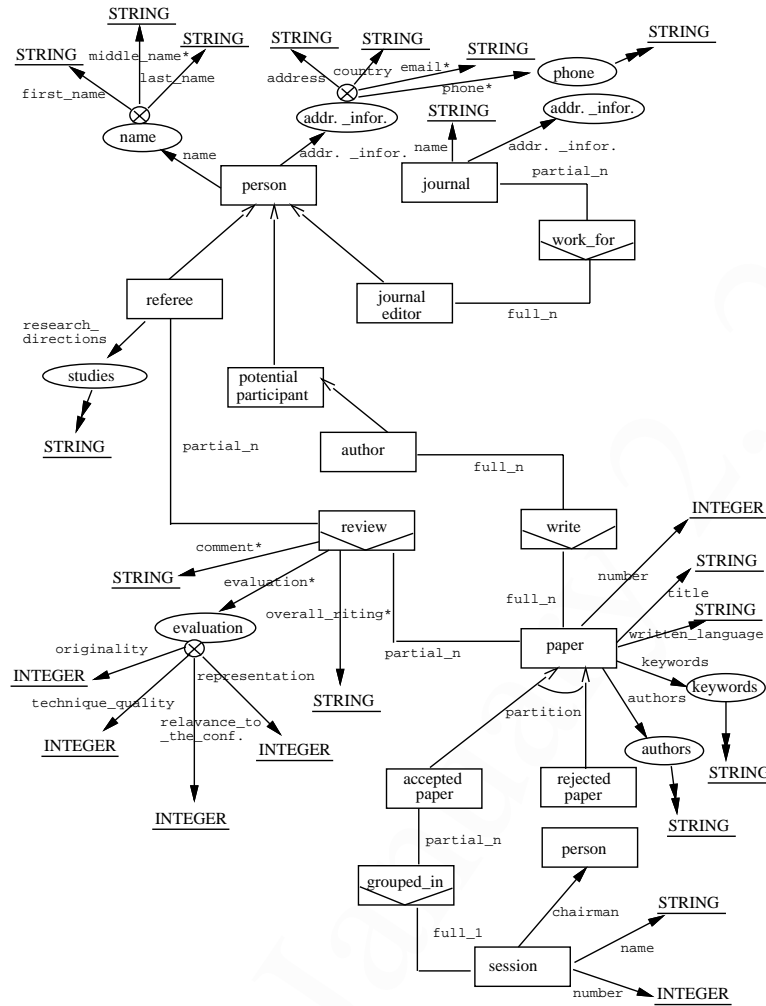 STRING
STRING
middle_name*
STRING
last_name
first_name
name
name
STRING
STRING
address
country
email*
STRING
phone*
phone
STRING
addr. _infor.
addr. _infor.
person
STRING
name
addr. _infor.
addr. _infor.
journal
partial_n
work_for
full_n
journal
editor
referee
research_
directions
studies
STRING
potential
participant
partial_n
author
full_n
review
write
comment*
STRING
evaluation*
evaluation
overall_riting*
STRING
originality
INTEGER
technique_quality
INTEGER
representation
relavance_to
_the_conf.
INTEGER
INTEGER
full_n
partial_n
paper
INTEGER
number
STRING
title
STRING
written_language
keywords
keywords
STRING
authors
authors
STRING
partition
accepted
paper
rejected
paper
partial_n
grouped_in
person
chairman
full_1
session
STRING
name
number
INTEGER